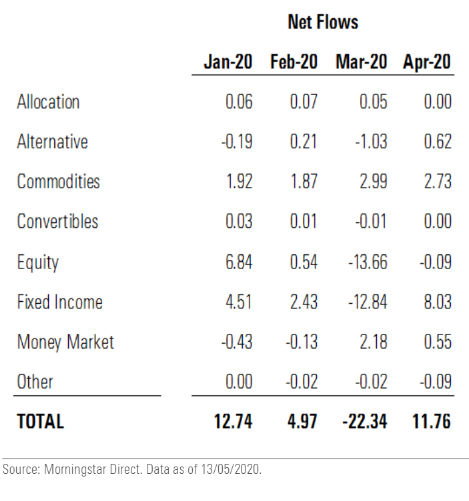 Net Flows
Jan-20 Feb-20 Mar-20 Apr-20
Allocation 0.06 0.07 0.05 0.00
Alternative -0.19 0.21 -1.03 0.62
Commodities 1.92 1.87 2.99 2.73
Convertibles 0.03 0.01 -0.01 0.00
Equity 6.84 0.54 -13.66 -0.09
Fixed Income 4.51 2.43 -12.84 8.03
Money Market -0.43 -0.13 2.18 0.55
Other 0.00 -0.02 -0.02 -0.09
TOTAL 12.74 4.97 -22.34 11.76
Source: Morningstar Direct. Data as of 13/05/2020.